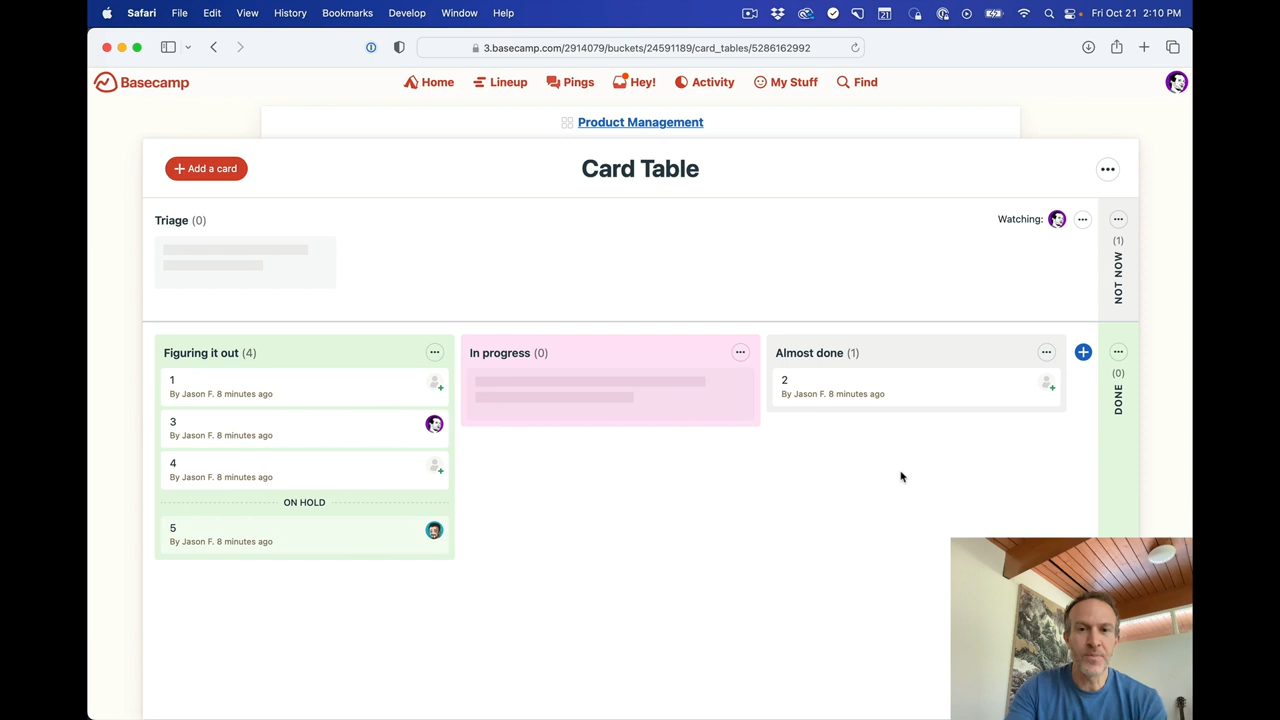 Safari File Edit View History Bookmarks Develop Window Help
21 Fri Oct 21 2:10 PM
3.basecamp.com/2914079/buckets/24591189/card_tables/5286162992
Basecamp Home Lineup Pings Hey! Activity My Stuff Find
Product Management
+ Add a card Card Table
Triage (0) Watching:
(1)
NOT NOW
Figuring it out (4) In progress (0) Almost done (1)
(0)
DONE
1
By Jason F. 8 minutes ago
2
By Jason F. 8 minutes ago
3
By Jason F. 8 minutes ago
4
By Jason F. 8 minutes ago
ON HOLD
5
By Jason F. 8 minutes ago